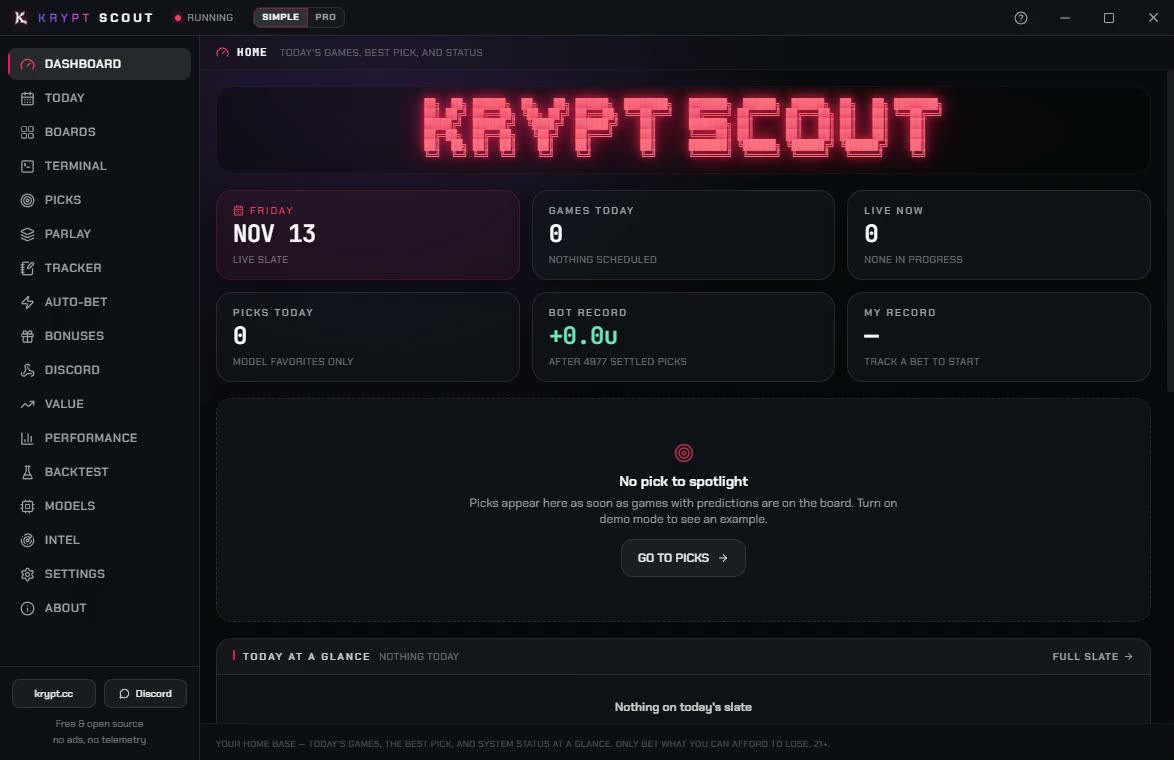 KRYPT SCOUT
RUNNING
SIMPLE PRO
DASHBOARD
TODAY
BOARDS
TERMINAL
PICKS
PARLAY
TRACKER
AUTO-BET
BONUSES
DISCORD
VALUE
PERFORMANCE
BACKTEST
MODELS
INTEL
SETTINGS
ABOUT
krypt.cc
Discord
Free & open source
no ads, no telemetry
HOME TODAY'S GAMES, BEST PICK, AND STATUS
KRYPT SCOUT
FRIDAY
NOV 13
LIVE SLATE
GAMES TODAY
0
NOTHING SCHEDULED
LIVE NOW
0
NONE IN PROGRESS
PICKS TODAY
0
MODEL FAVORITES ONLY
BOT RECORD
+0.0u
AFTER 4977 SETTLED PICKS
MY RECORD
—
TRACK A BET TO START
No pick to spotlight
Picks appear here as soon as games with predictions are on the board. Turn on
demo mode to see an example.
GO TO PICKS →
TODAY AT A GLANCE NOTHING TODAY
FULL SLATE →
Nothing on today's slate
YOUR HOME BASE — TODAY'S GAMES, THE BEST PICK, AND SYSTEM STATUS AT A GLANCE. ONLY BET WHAT YOU CAN AFFORD TO LOSE. 21+.